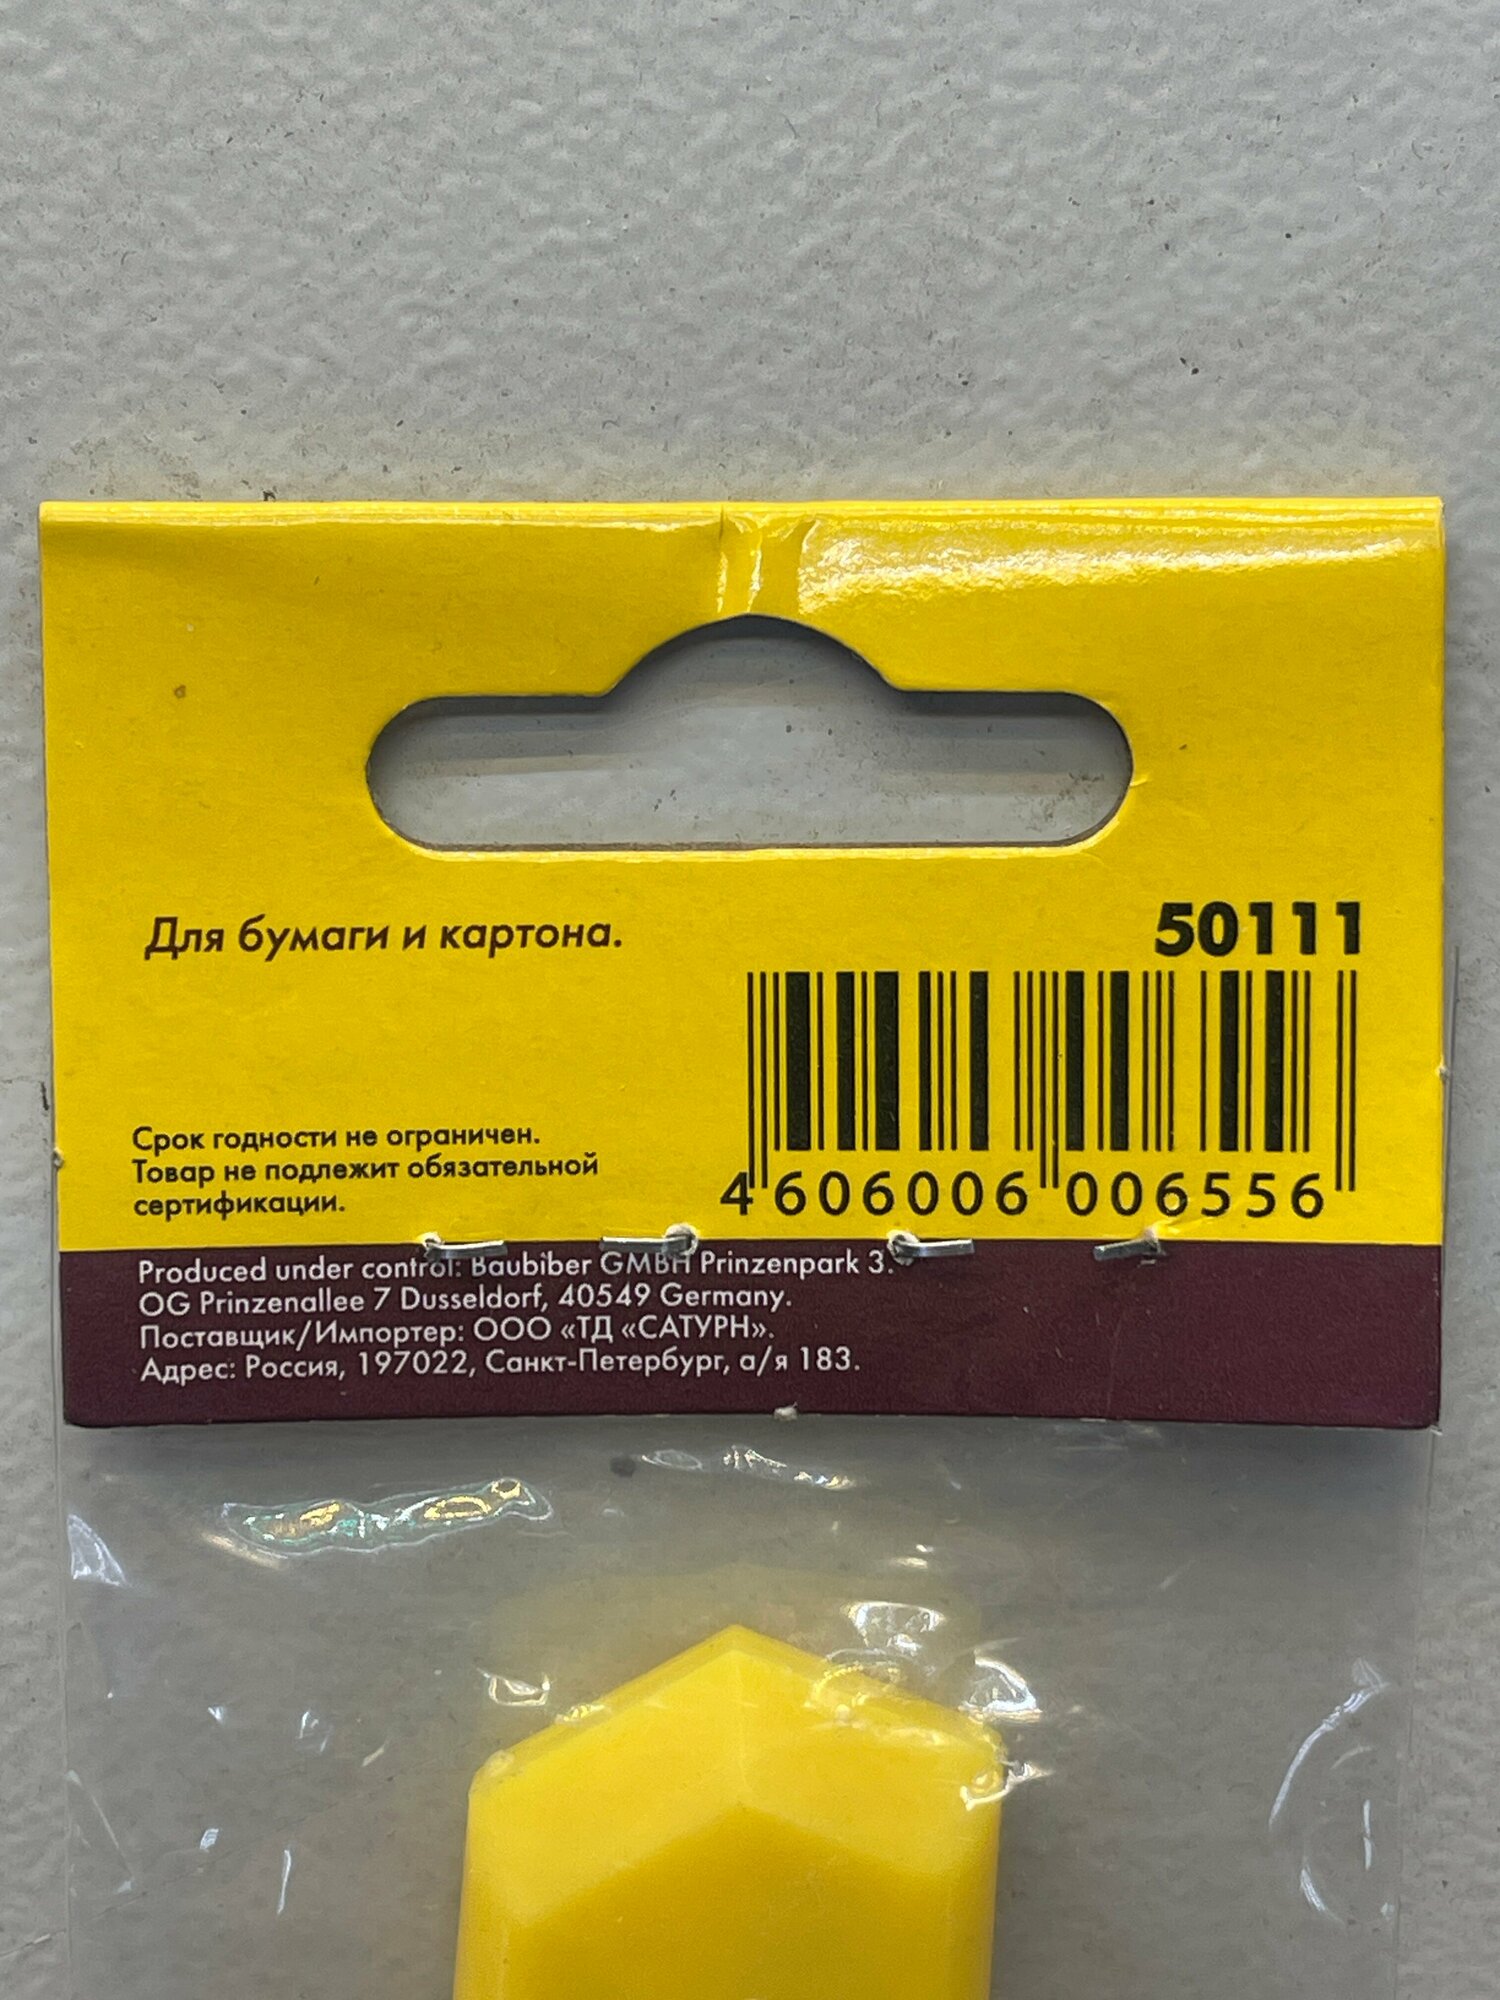 Для бумаги и картона.
50111
4 606006 006556
Срок годности не ограничен.
Товар не подлежит обязательной
сертификации.
Produced under control: Baubiber GMBH Prinzenpark 3.
OG Prinzenallee 7 Dusseldorf, 40549 Germany.
Поставщик/Импортер: ООО «ТД «САТУРН».
Адрес: Россия, 197022, Санкт-Петербург, а/я 183.